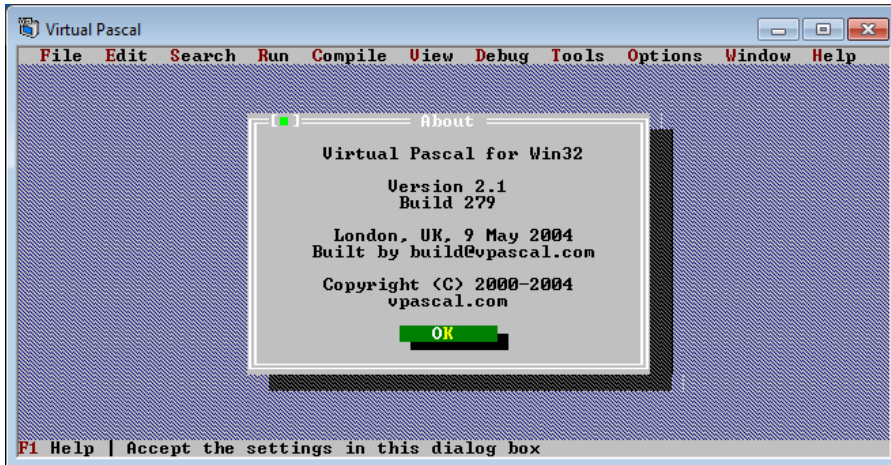 Virtual Pascal
File Edit Search Run Compile View Debug Tools Options Window Help
About
Virtual Pascal for Win32
Version 2.1
Build 279
London, UK, 9 May 2004
Built by build@vpascal.com
Copyright (C) 2000-2004
vpascal.com
OK
F1 Help | Accept the settings in this dialog box